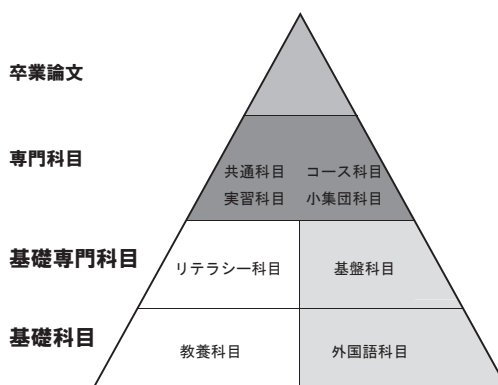 卒業論文
専門科目
共通科目 コース科目
実習科目 小集団科目
基礎専門科目
リテラシー科目 基盤科目
基礎科目
教養科目 外国語科目